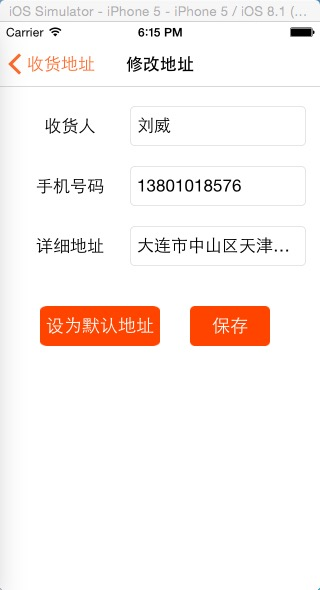 iOS Simulator - iPhone 5 - iPhone 5 / iOS 8.1 (...
Carrier 6:15 PM
收货地址 修改地址
收货人 刘威
手机号码 13801018576
详细地址 大连市中山区天津...
设为默认地址 保存